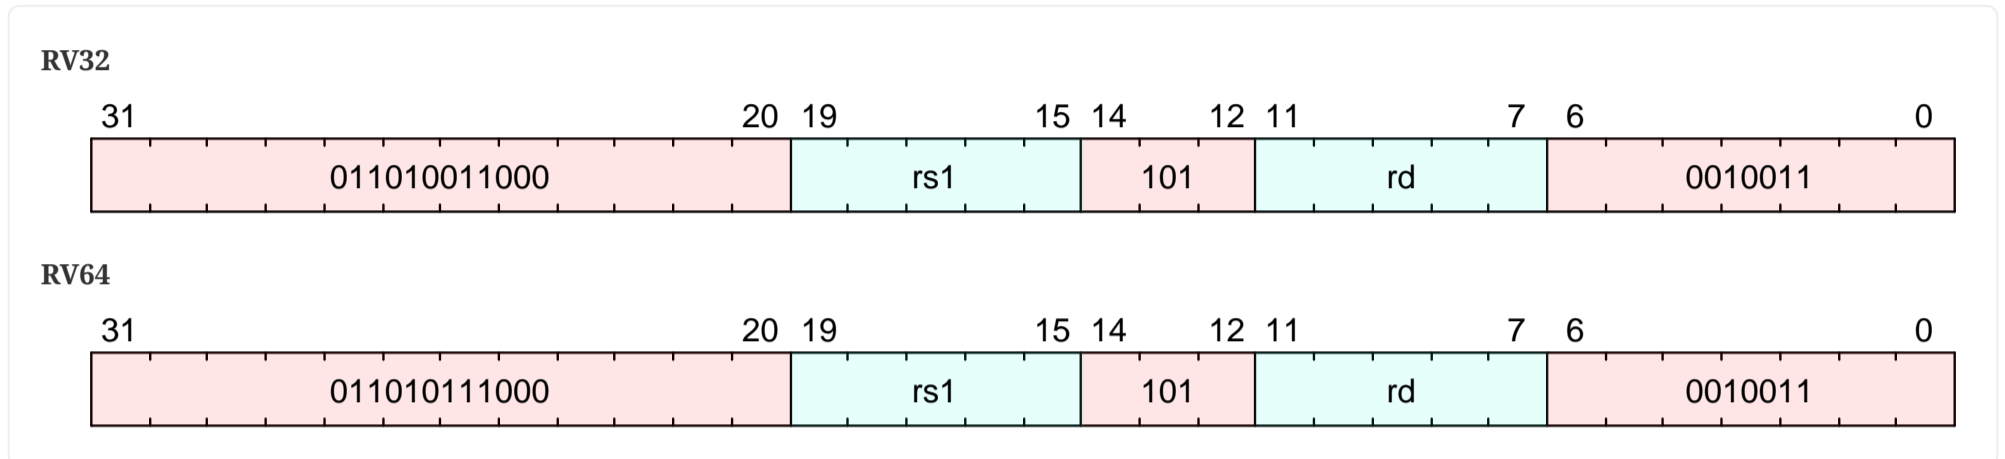 RV32
31 20 19 15 14 12 11 7 6 0
011010011000 rs1 101 rd 0010011
RV64
31 20 19 15 14 12 11 7 6 0
011010111000 rs1 101 rd 0010011